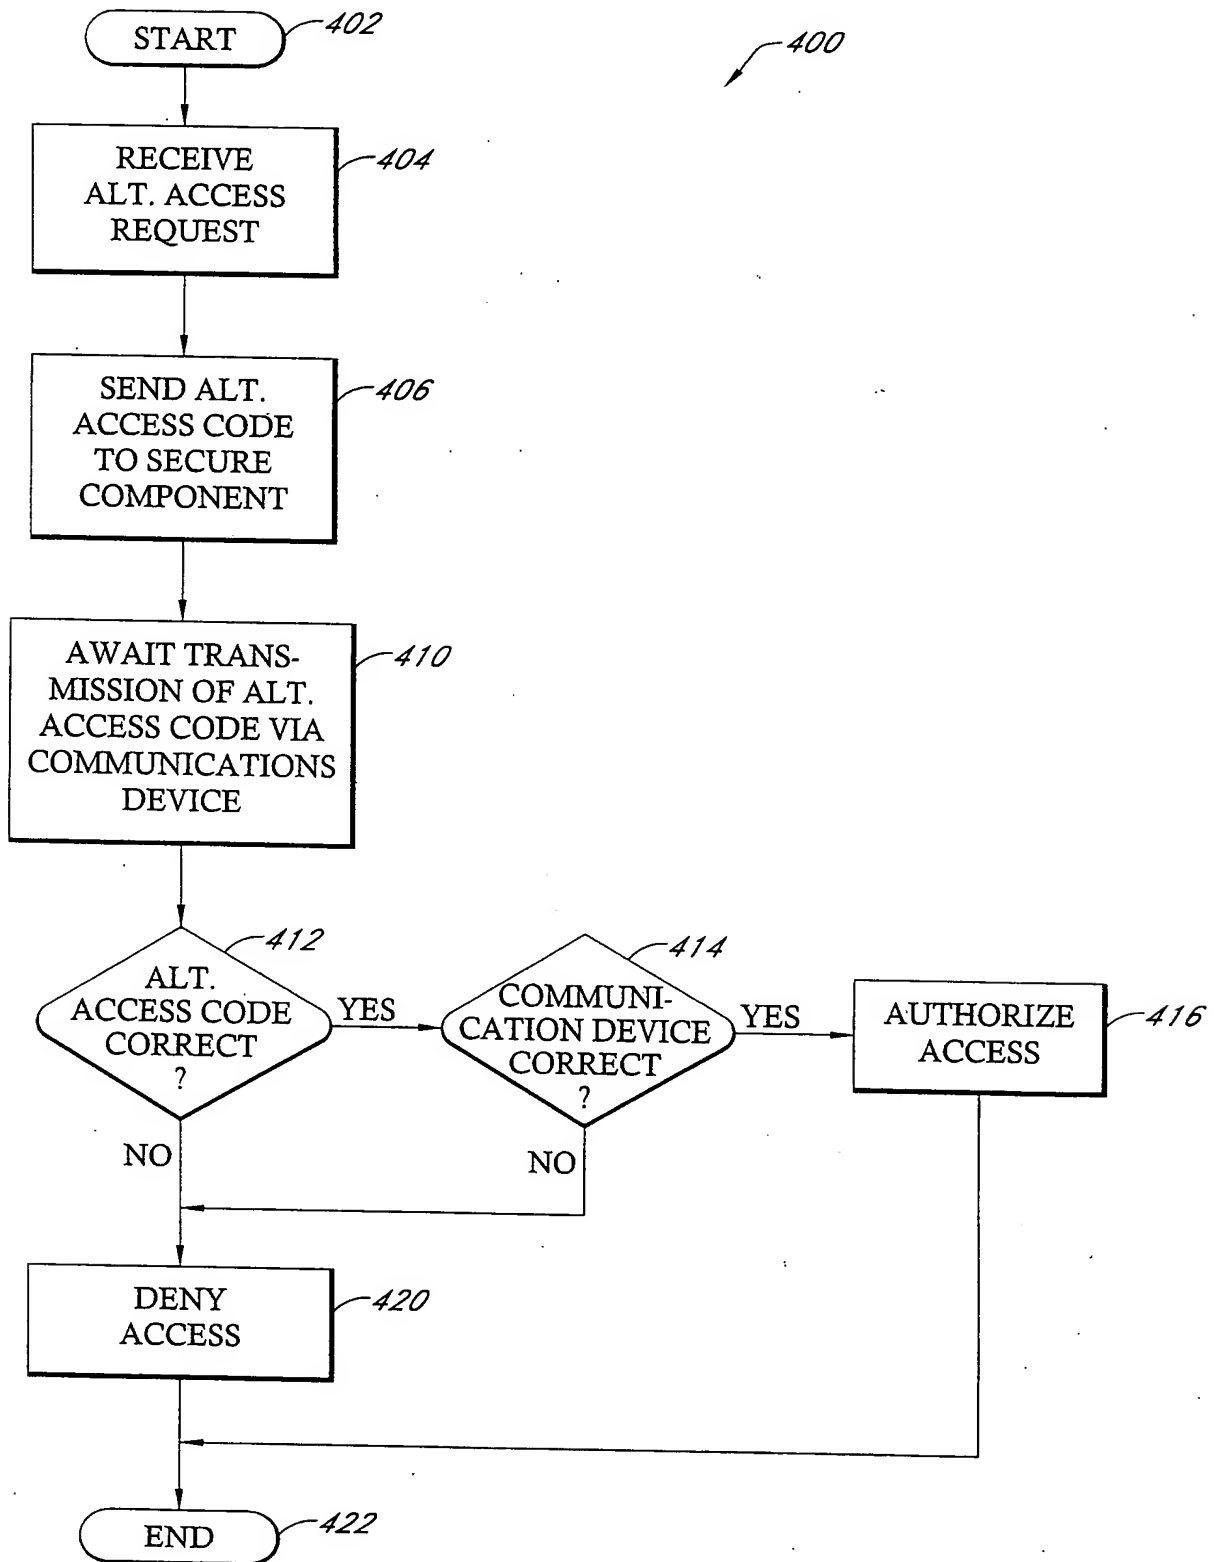 START
402
400
RECEIVE
ALT. ACCESS
REQUEST
404
SEND ALT.
ACCESS CODE
TO SECURE
COMPONENT
406
AWAIT TRANS-
MISSION OF ALT.
ACCESS CODE VIA
COMMUNICATIONS
DEVICE
410
ALT.
ACCESS CODE
CORRECT
?
412
YES
NO
COMMUNI-
CATION DEVICE
CORRECT
?
414
YES
NO
AUTHORIZE
ACCESS
416
DENY
ACCESS
420
END
422